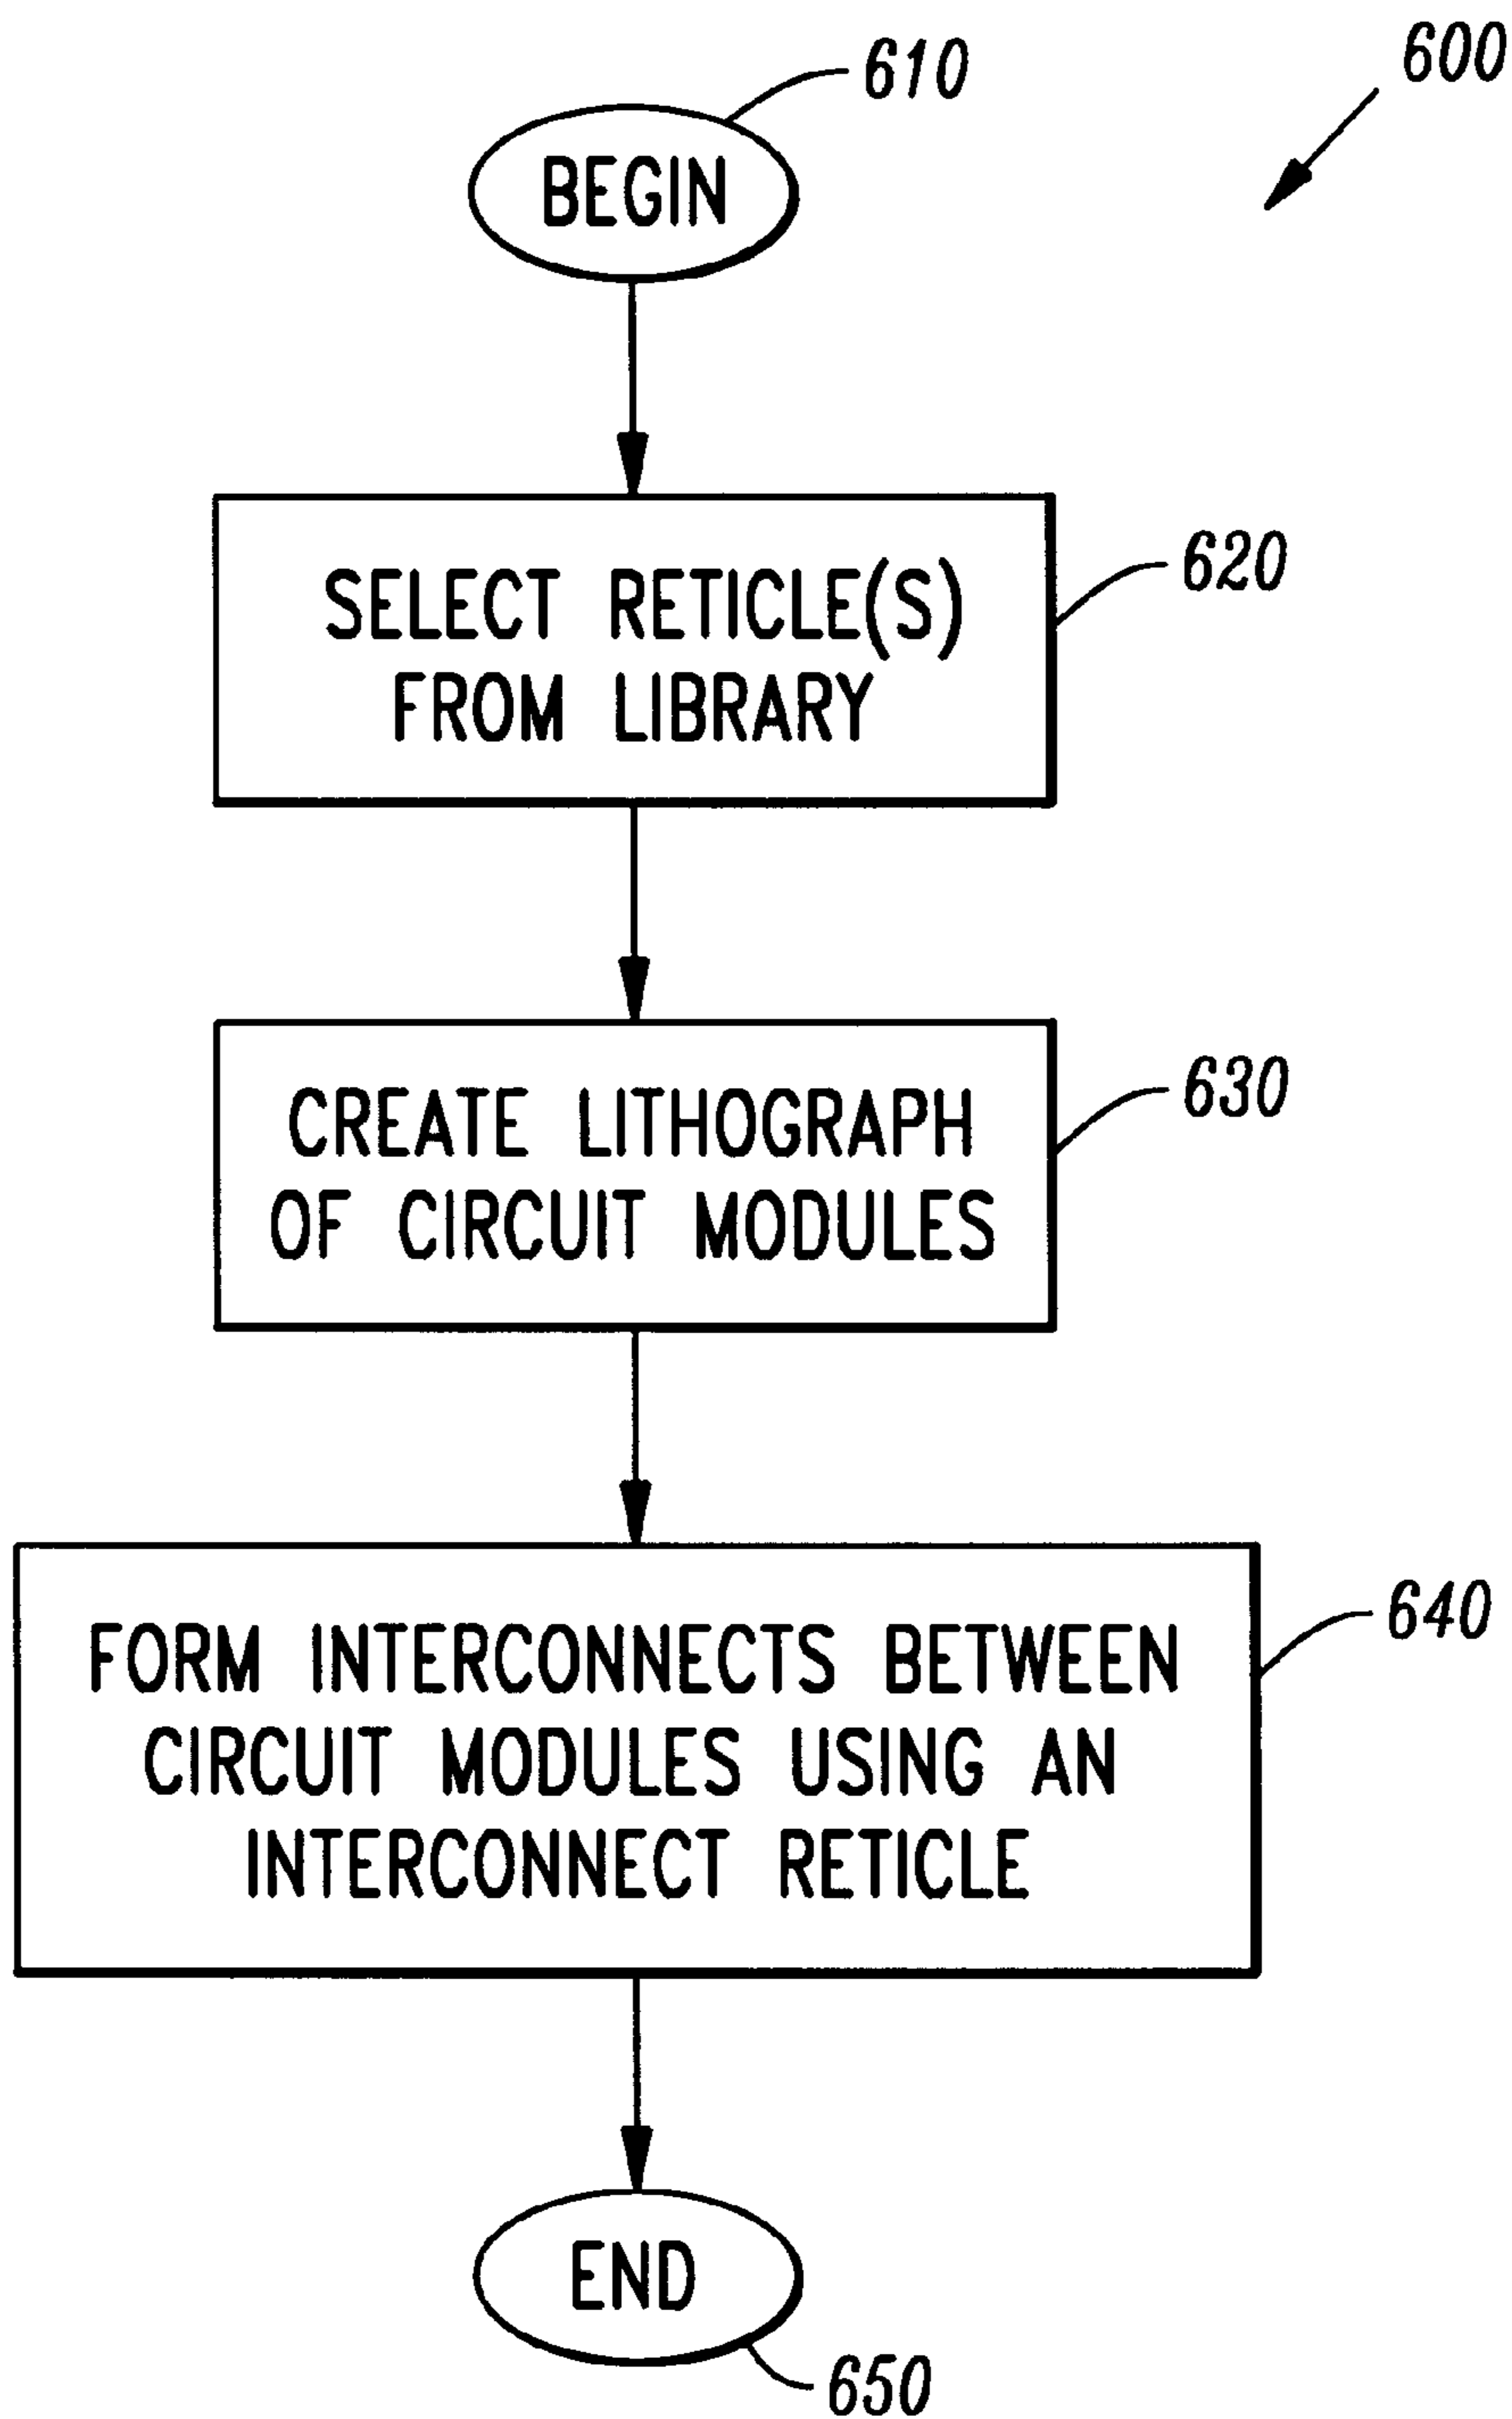 600
610
BEGIN
SELECT RETICLE(S)
FROM LIBRARY
620
CREATE LITHOGRAPH
OF CIRCUIT MODULES
630
FORM INTERCONNECTS BETWEEN
CIRCUIT MODULES USING AN
INTERCONNECT RETICLE
640
END
650